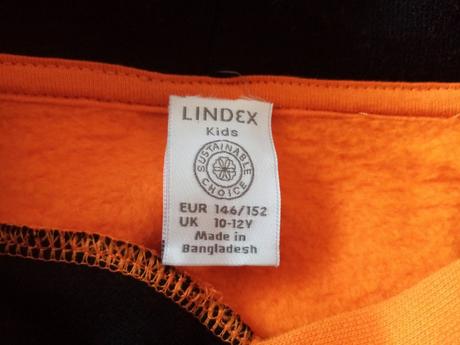 LINDEX
Kids
SUSTAINABLE
CHOICE
EUR 146/152
UK 10-12Y
Made in
Bangladesh